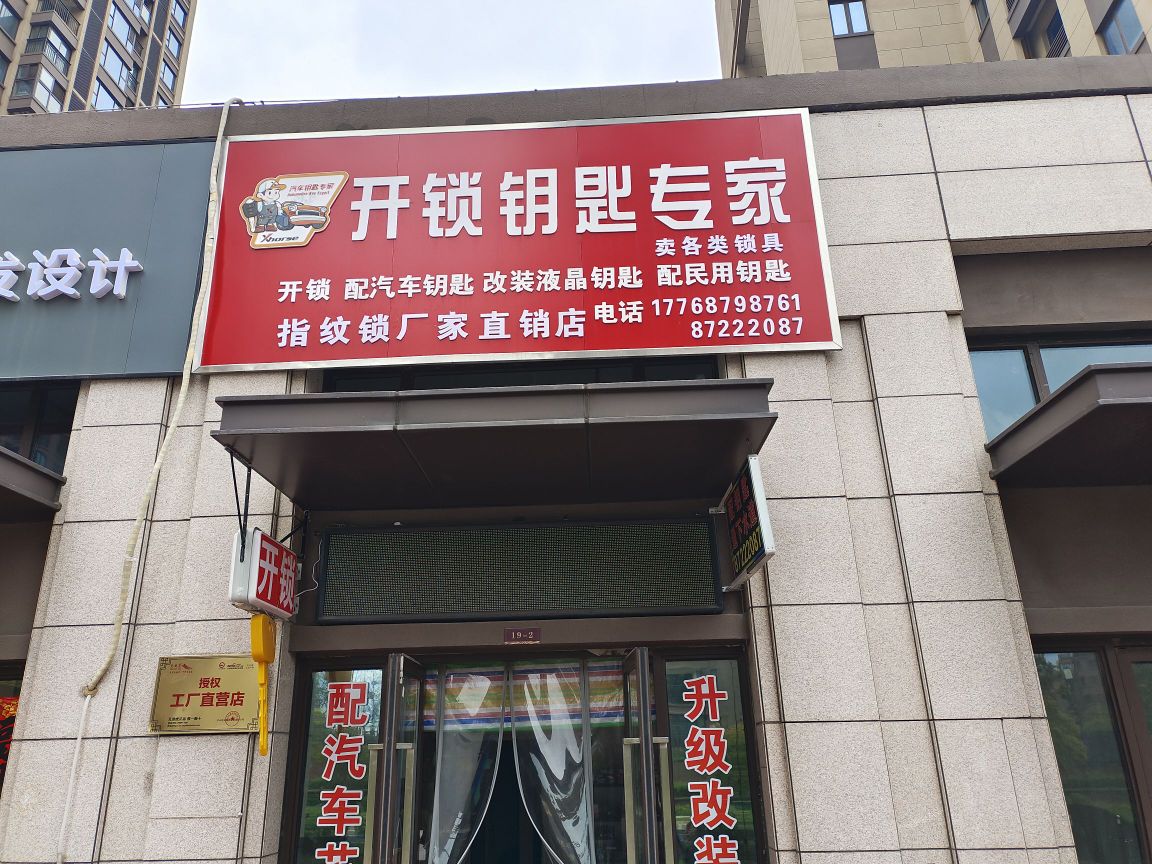 汽车钥匙专家
Xhorse
开锁钥匙专家
卖各类锁具
开锁 配汽车钥匙 改装液晶钥匙 配民用钥匙
指纹锁厂家直销店
电话 17768798761
87222087
设计
开锁
87222087
19-2
授权
工厂直营店
配汽车
升级改装